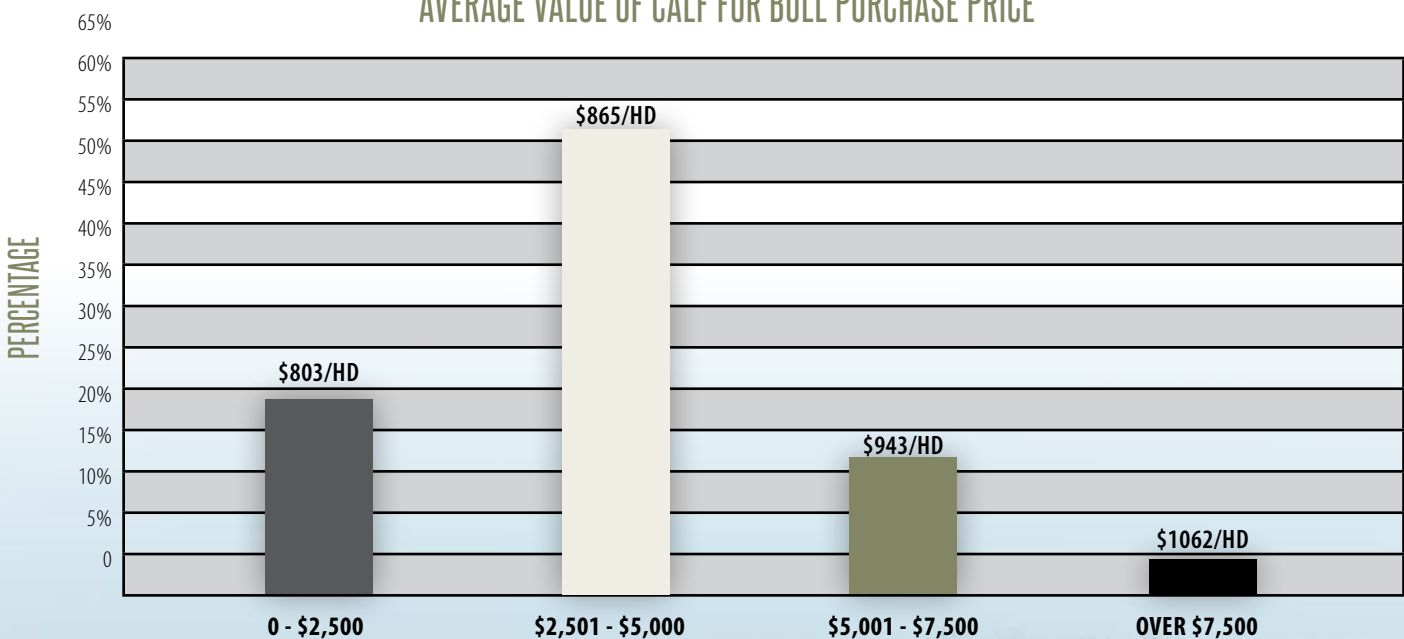 AVERAGE VALUE OF CALF FOR BULL PURCHASE PRICE
65%
60%
55%
50%
45%
40%
35%
30%
25%
20%
15%
10%
5%
0
PERCENTAGE
$803/HD
$865/HD
$943/HD
$1062/HD
0 - $2,500
$2,501 - $5,000
$5,001 - $7,500
OVER $7,500